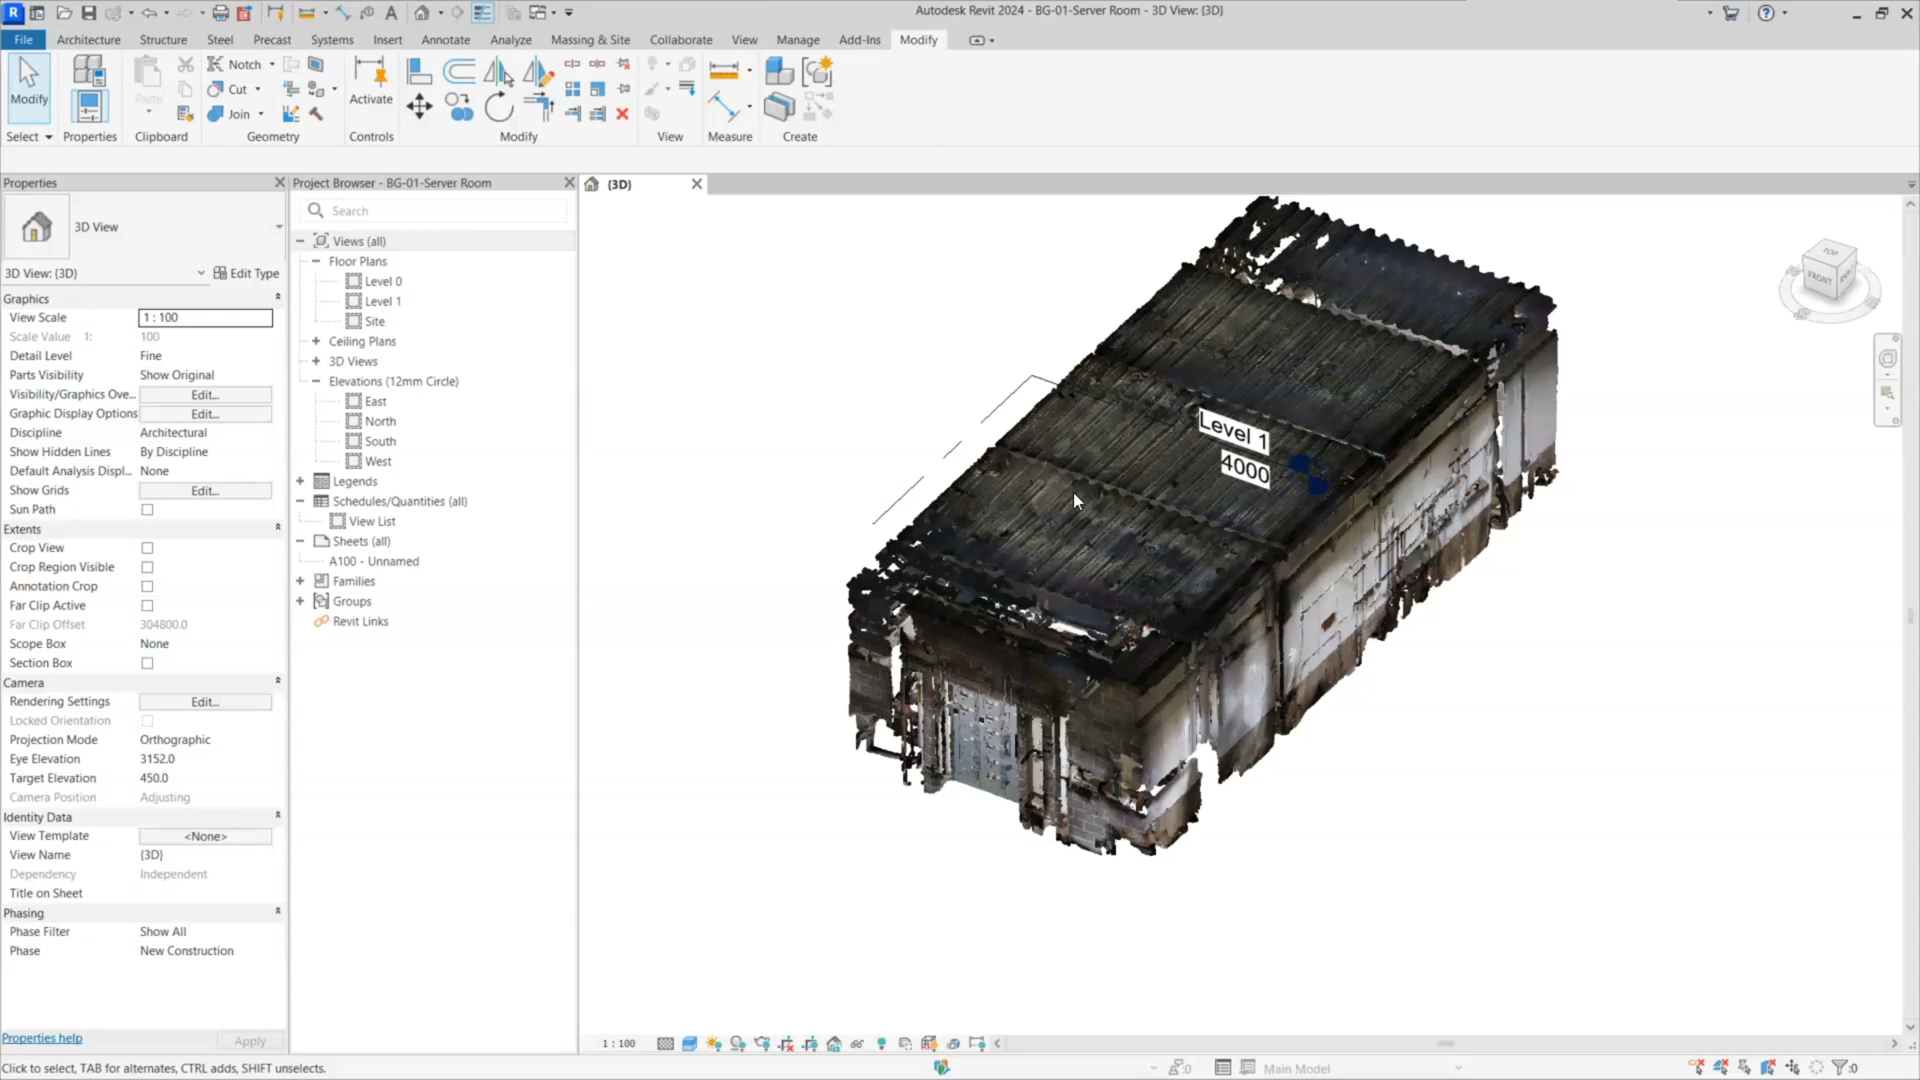 Autodesk Revit 2024 - BG-01-Server Room - 3D View: {3D}
File Architecture Structure Steel Precast Systems Insert Annotate Analyze Massing & Site Collaborate View Manage Add-Ins Modify
Modify
Paste
Notch
Cut
Join
Activate
Select Properties Clipboard Geometry Controls Modify View Measure Create
Properties
3D View
3D View: {3D} Edit Type
Graphics
View Scale 1 : 100
Scale Value 1: 100
Detail Level Fine
Parts Visibility Show Original
Visibility/Graphics Ove... Edit...
Graphic Display Options Edit...
Discipline Architectural
Show Hidden Lines By Discipline
Default Analysis Displ... None
Show Grids Edit...
Sun Path
Extents
Crop View
Crop Region Visible
Annotation Crop
Far Clip Active
Far Clip Offset 304800.0
Scope Box None
Section Box
Camera
Rendering Settings Edit...
Locked Orientation
Projection Mode Orthographic
Eye Elevation 3152.0
Target Elevation 450.0
Camera Position Adjusting
Identity Data
View Template <None>
View Name {3D}
Dependency Independent
Title on Sheet
Phasing
Phase Filter Show All
Phase New Construction
Properties help Apply
Project Browser - BG-01-Server Room
Search
Views (all)
Floor Plans
Level 0
Level 1
Site
Ceiling Plans
3D Views
Elevations (12mm Circle)
East
North
South
West
Legends
Schedules/Quantities (all)
View List
Sheets (all)
A100 - Unnamed
Families
Groups
Revit Links
{3D}
Level 1
4000
TOP
FRONT
1 : 100
Click to select, TAB for alternates, CTRL adds, SHIFT unselects.
:0
Main Model
:0